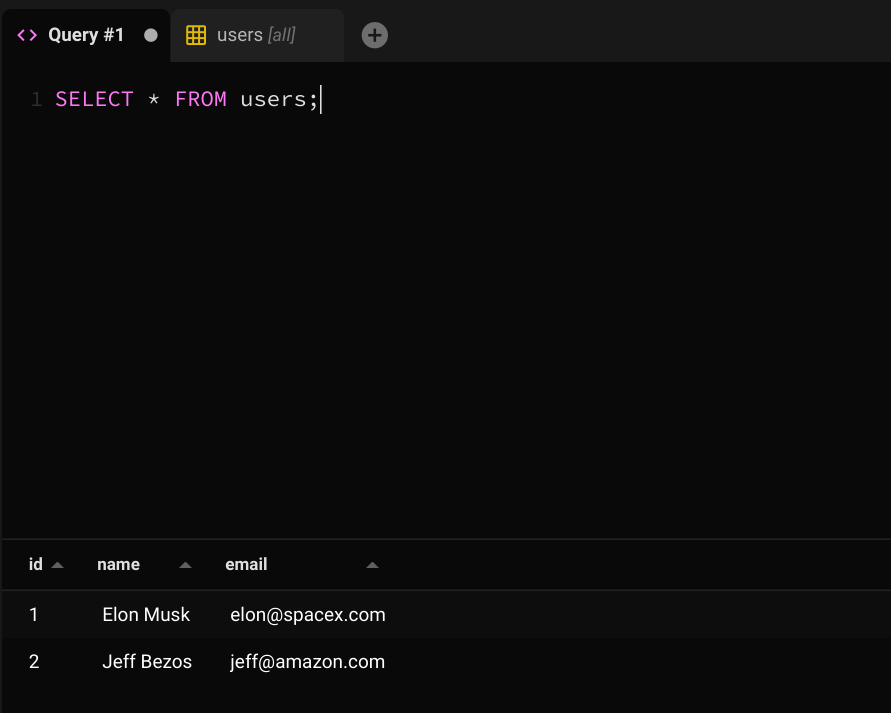 Query #1 users [all]
1 SELECT * FROM users;
id name email
1 Elon Musk elon@spacex.com
2 Jeff Bezos jeff@amazon.com